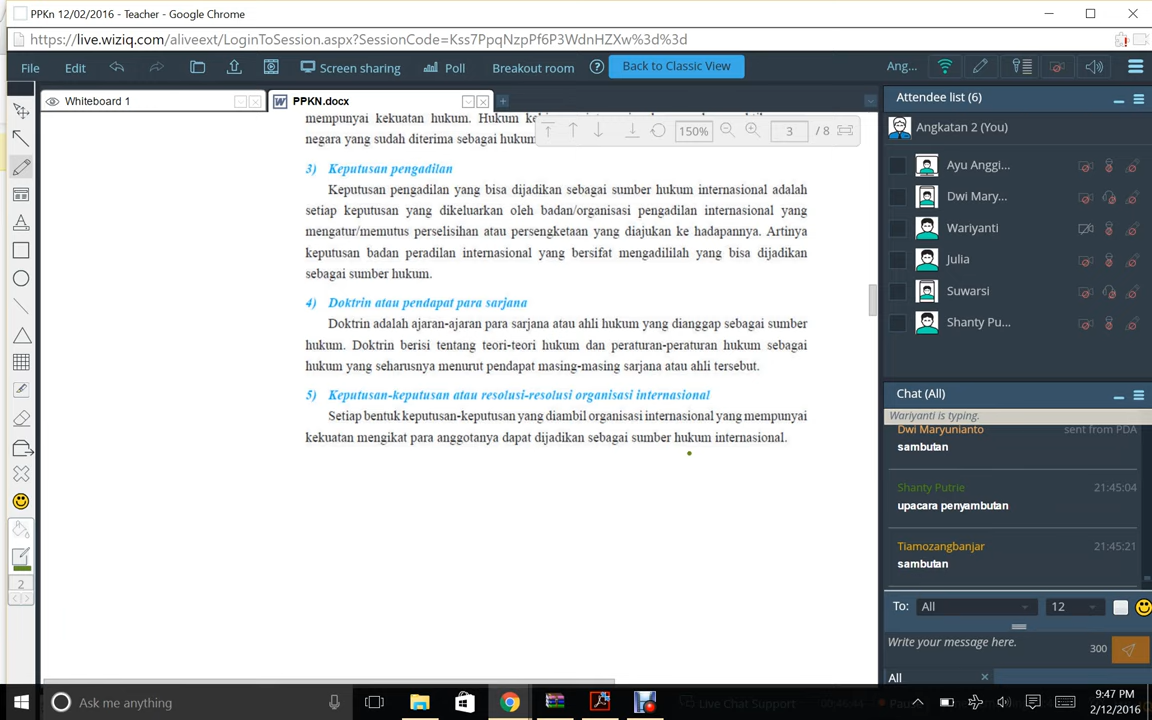 PPKn 12/02/2016 - Teacher - Google Chrome
https://live.wiziq.com/aliveext/LoginToSession.aspx?SessionCode=Kss7PpqNzpPf6P3WdnHZXw%3d%3d
File Edit Screen sharing Poll Breakout room Back to Classic View Ang...
Whiteboard 1 PPKN.docx
mempunyai kekuatan hukum. Hukum
negara yang sudah diterima sebagai hukum
150% 3 / 8
3) Keputusan pengadilan
Keputusan pengadilan yang bisa dijadikan sebagai sumber hukum internasional adalah
setiap keputusan yang dikeluarkan oleh badan/organisasi pengadilan internasional yang
mengatur/memutus perselisihan atau persengketaan yang diajukan ke hadapannya. Artinya
keputusan badan peradilan internasional yang bersifat mengadililah yang bisa dijadikan
sebagai sumber hukum.
4) Doktrin atau pendapat para sarjana
Doktrin adalah ajaran-ajaran para sarjana atau ahli hukum yang dianggap sebagai sumber
hukum. Doktrin berisi tentang teori-teori hukum dan peraturan-peraturan hukum sebagai
hukum yang seharusnya menurut pendapat masing-masing sarjana atau ahli tersebut.
5) Keputusan-keputusan atau resolusi-resolusi organisasi internasional
Setiap bentuk keputusan-keputusan yang diambil organisasi internasional yang mempunyai
kekuatan mengikat para anggotanya dapat dijadikan sebagai sumber hukum internasional.
2
Attendee list (6)
Angkatan 2 (You)
Ayu Anggi...
Dwi Mary...
Wariyanti
Julia
Suwarsi
Shanty Pu...
Chat (All)
Wariyanti is typing.
Dwi Maryunianto sent from PDA
sambutan
Shanty Putrie 21:45:04
upacara penyambutan
Tiamozangbanjar 21:45:21
sambutan
To: All 12
Write your message here. 300
All
Ask me anything
Live Chat Support
9:47 PM
2/12/2016